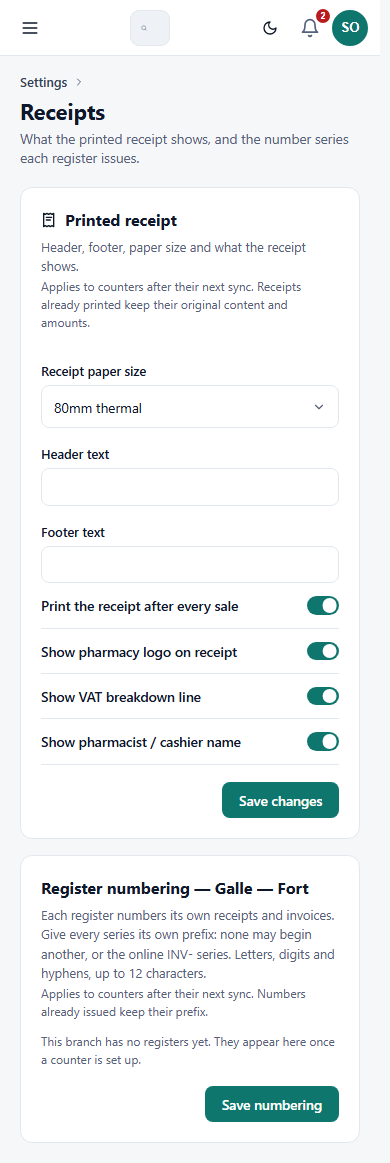 2
SO
Settings
Receipts
What the printed receipt shows, and the number series
each register issues.
Printed receipt
Header, footer, paper size and what the receipt
shows.
Applies to counters after their next sync. Receipts
already printed keep their original content and
amounts.
Receipt paper size
80mm thermal
Header text
Footer text
Print the receipt after every sale
Show pharmacy logo on receipt
Show VAT breakdown line
Show pharmacist / cashier name
Save changes
Register numbering — Galle — Fort
Each register numbers its own receipts and invoices.
Give every series its own prefix: none may begin
another, or the online INV- series. Letters, digits and
hyphens, up to 12 characters.
Applies to counters after their next sync. Numbers
already issued keep their prefix.
This branch has no registers yet. They appear here once
a counter is set up.
Save numbering